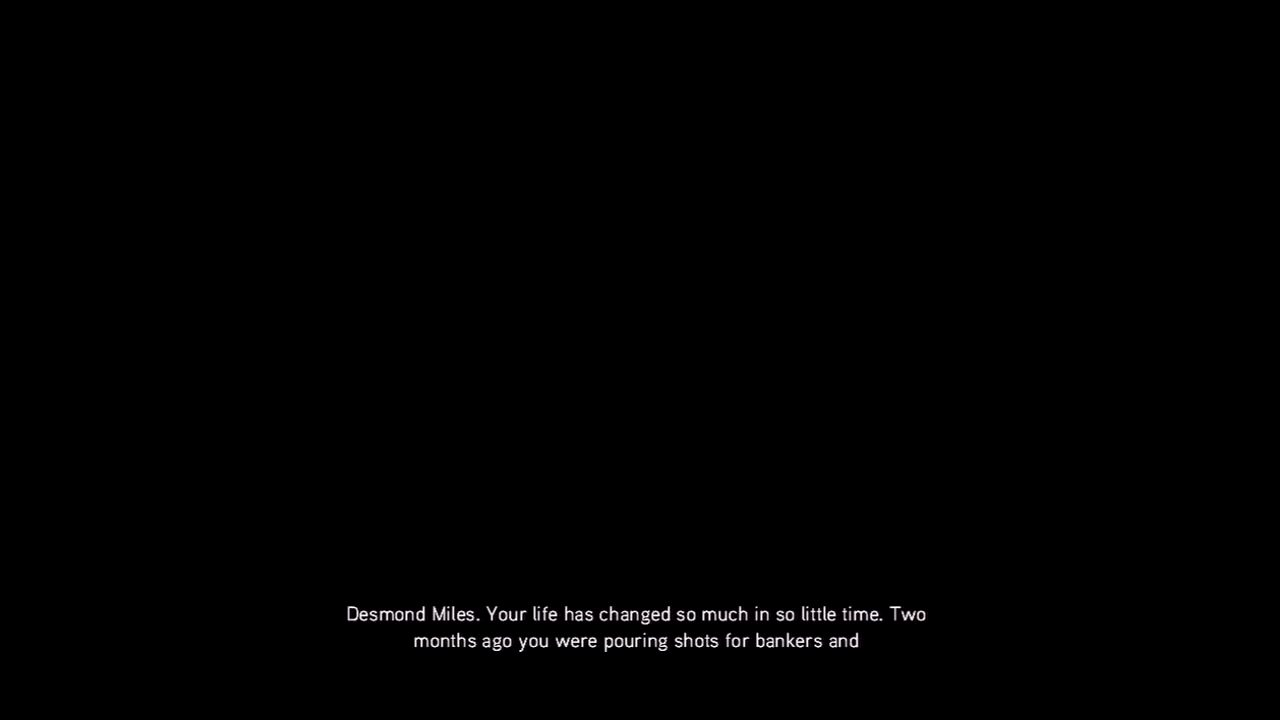 Desmond Miles. Your life has changed so much in so little time. Two
months ago you were pouring shots for bankers and